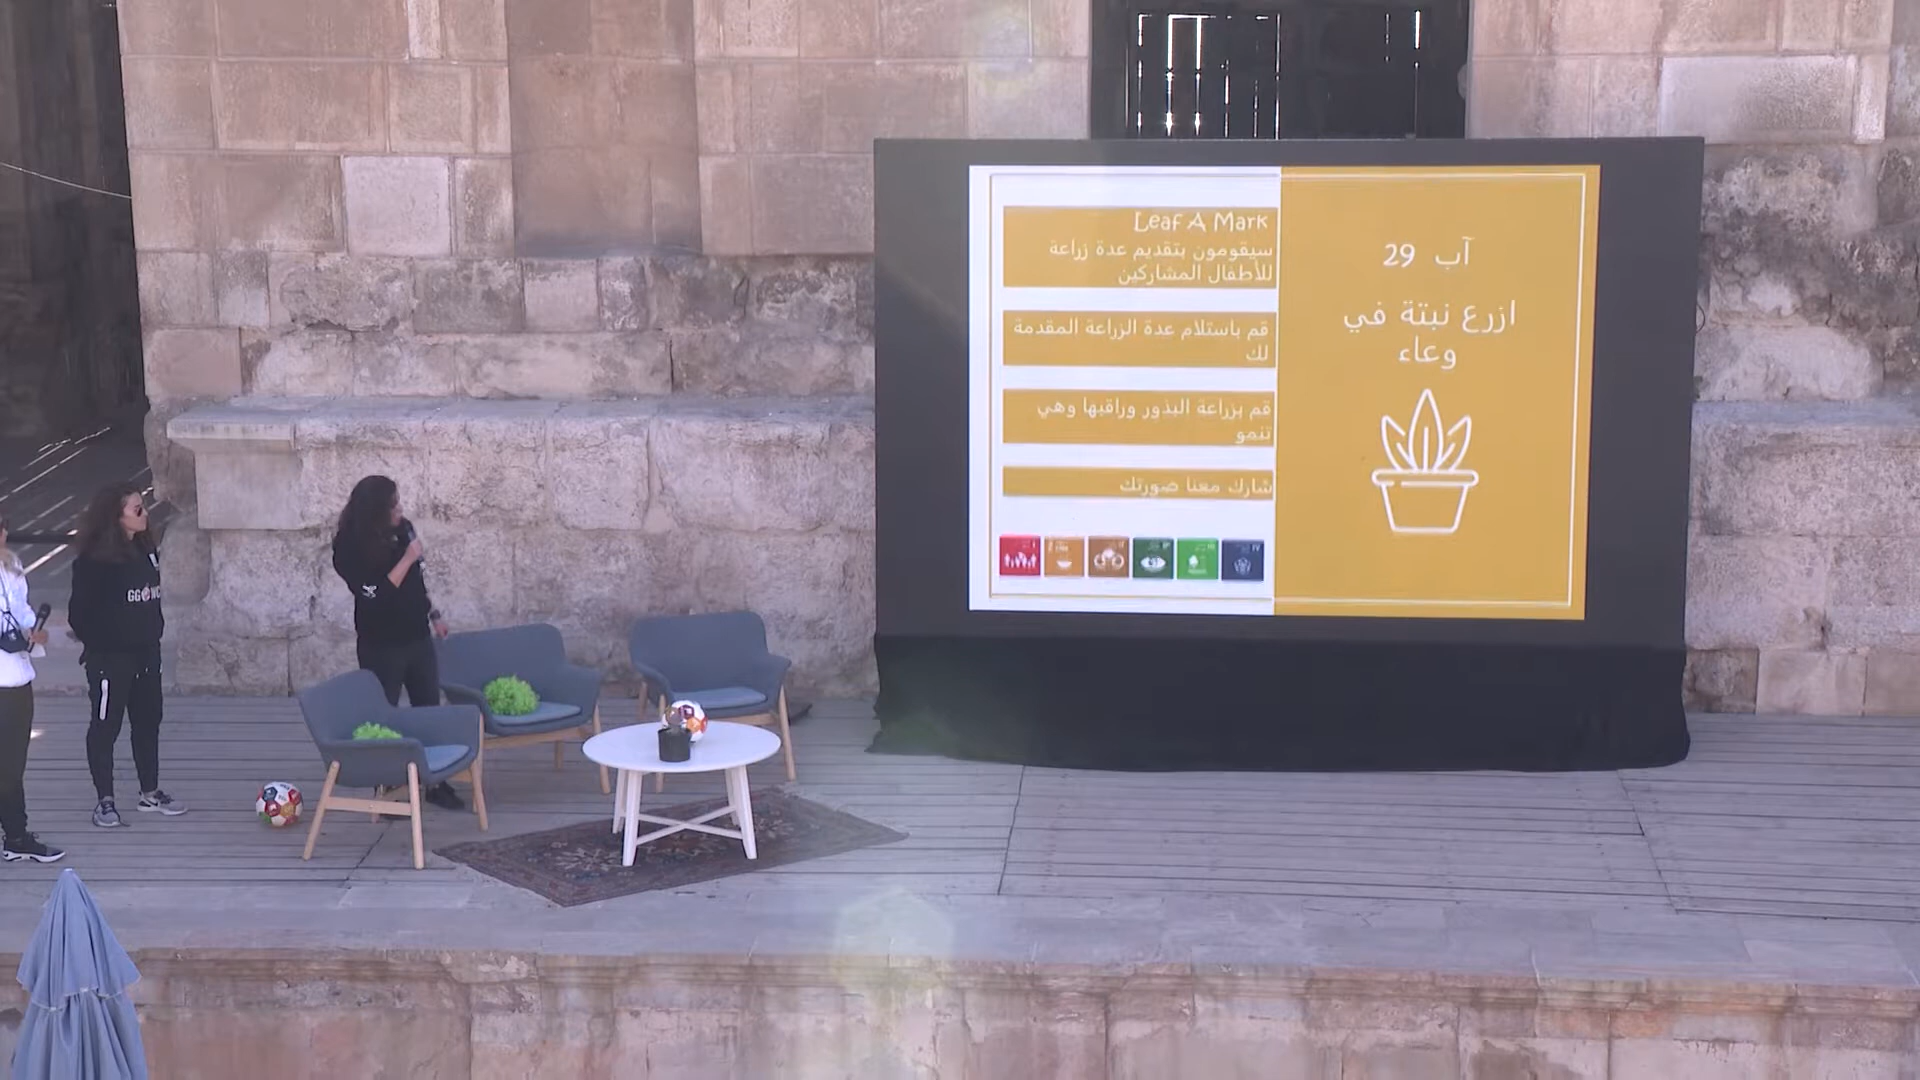 29 آب
ازرع نبتة في
وعاء
Leaf A Mark
سيقومون بتقديم عدة زراعة
للأطفال المشاركين
قم باستلام عدة الزراعة المقدمة
لك
قم بزراعة البذور وراقبها وهي
تنمو
شارك معنا صورتك